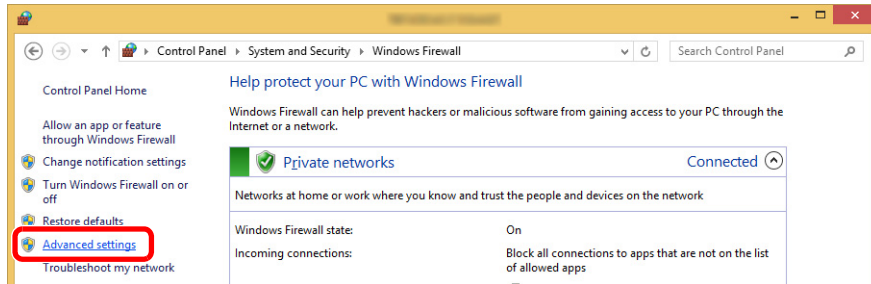 Control Panel
System and Security
Windows Firewall
Search Control Panel
Control Panel Home
Allow an app or feature
through Windows Firewall
Change notification settings
Turn Windows Firewall on or
off
Restore defaults
Advanced settings
Troubleshoot my network
Help protect your PC with Windows Firewall
Windows Firewall can help prevent hackers or malicious software from gaining access to your PC through the
Internet or a network.
Private networks
Connected
Networks at home or work where you know and trust the people and devices on the network
Windows Firewall state:
On
Incoming connections:
Block all connections to apps that are not on the list
of allowed apps